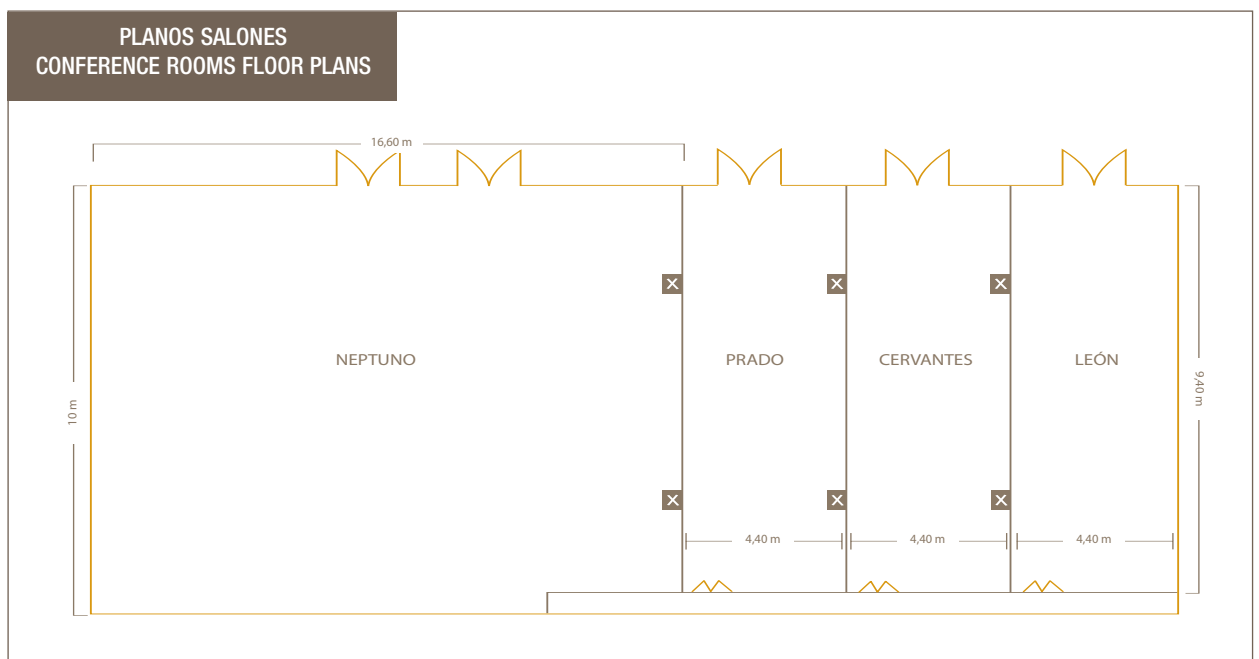 PLANOS SALONES
CONFERENCE ROOMS FLOOR PLANS
16,60 m
NEPTUNO
PRADO
CERVANTES
LEÓN
10 m
9,40 m
4,40 m
4,40 m
4,40 m